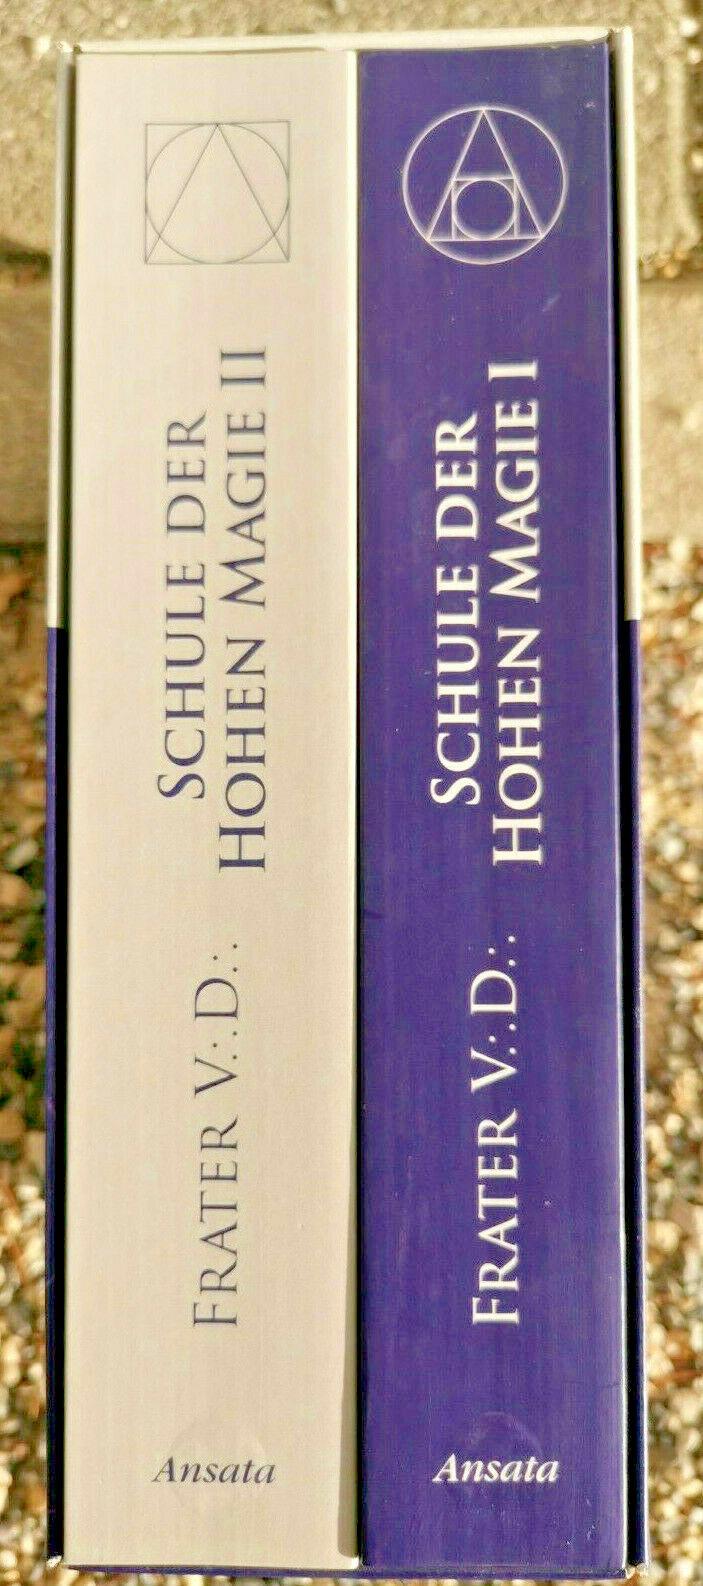 FRATER V∴D∴
SCHULE DER
HOHEN MAGIE II
Ansata
FRATER V∴D∴
SCHULE DER
HOHEN MAGIE I
Ansata